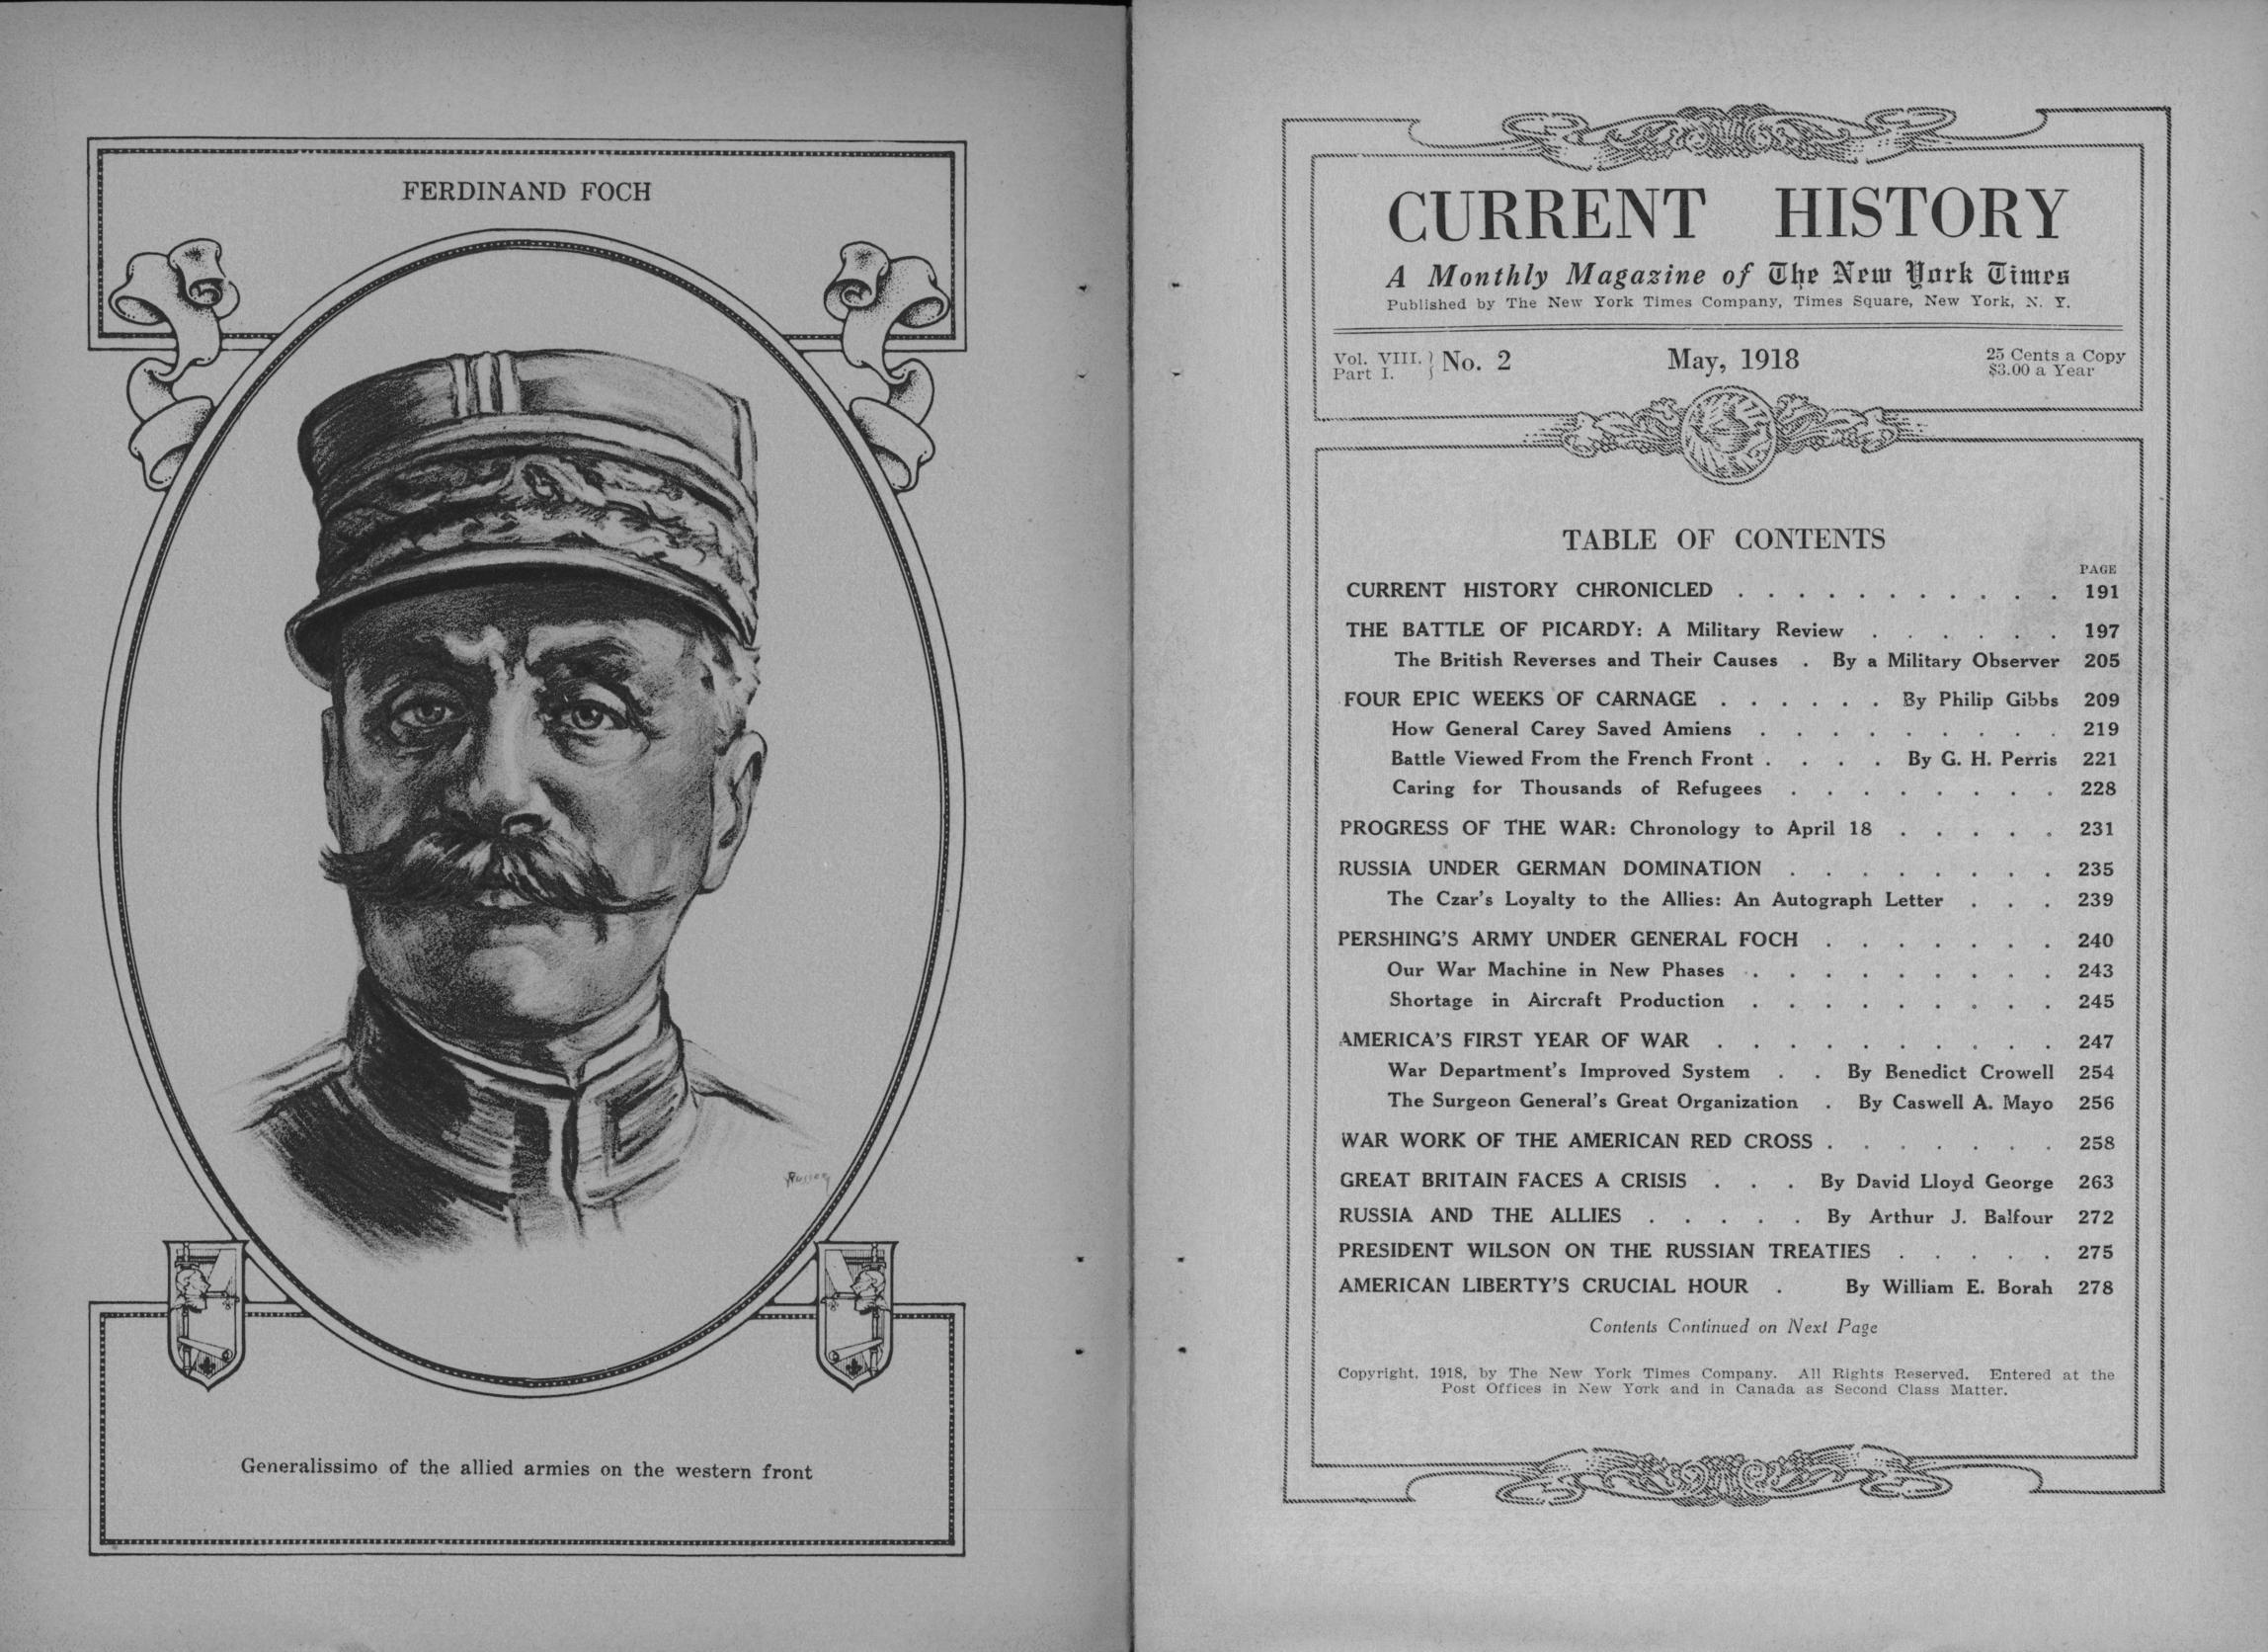 FERDINAND FOCH
Generalissimo of the allied armies on the western front
CURRENT HISTORY
A Monthly Magazine of The New York Times
Published by The New York Times Company, Times Square, New York, N. Y.
Vol. VIII. } No. 2 May, 1918 25 Cents a Copy
Part I. $3.00 a Year
TABLE OF CONTENTS
PAGE
CURRENT HISTORY CHRONICLED . . . . . . . . . . . 191
THE BATTLE OF PICARDY: A Military Review . . . . . . 197
The British Reverses and Their Causes . By a Military Observer 205
FOUR EPIC WEEKS OF CARNAGE . . . . . . By Philip Gibbs 209
How General Carey Saved Amiens . . . . . . . . . 219
Battle Viewed From the French Front . . . . By G. H. Perris 221
Caring for Thousands of Refugees . . . . . . . . 228
PROGRESS OF THE WAR: Chronology to April 18 . . . . . 231
RUSSIA UNDER GERMAN DOMINATION . . . . . . . . 235
The Czar's Loyalty to the Allies: An Autograph Letter . . . 239
PERSHING'S ARMY UNDER GENERAL FOCH . . . . . . . 240
Our War Machine in New Phases . . . . . . . . . 243
Shortage in Aircraft Production . . . . . . . . . 245
AMERICA'S FIRST YEAR OF WAR . . . . . . . . . . 247
War Department's Improved System . . By Benedict Crowell 254
The Surgeon General's Great Organization . By Caswell A. Mayo 256
WAR WORK OF THE AMERICAN RED CROSS . . . . . . . 258
GREAT BRITAIN FACES A CRISIS . . . By David Lloyd George 263
RUSSIA AND THE ALLIES . . . . . By Arthur J. Balfour 272
PRESIDENT WILSON ON THE RUSSIAN TREATIES . . . . . 275
AMERICAN LIBERTY'S CRUCIAL HOUR . By William E. Borah 278
Contents Continued on Next Page
Copyright, 1918, by The New York Times Company. All Rights Reserved. Entered at the
Post Offices in New York and in Canada as Second Class Matter.